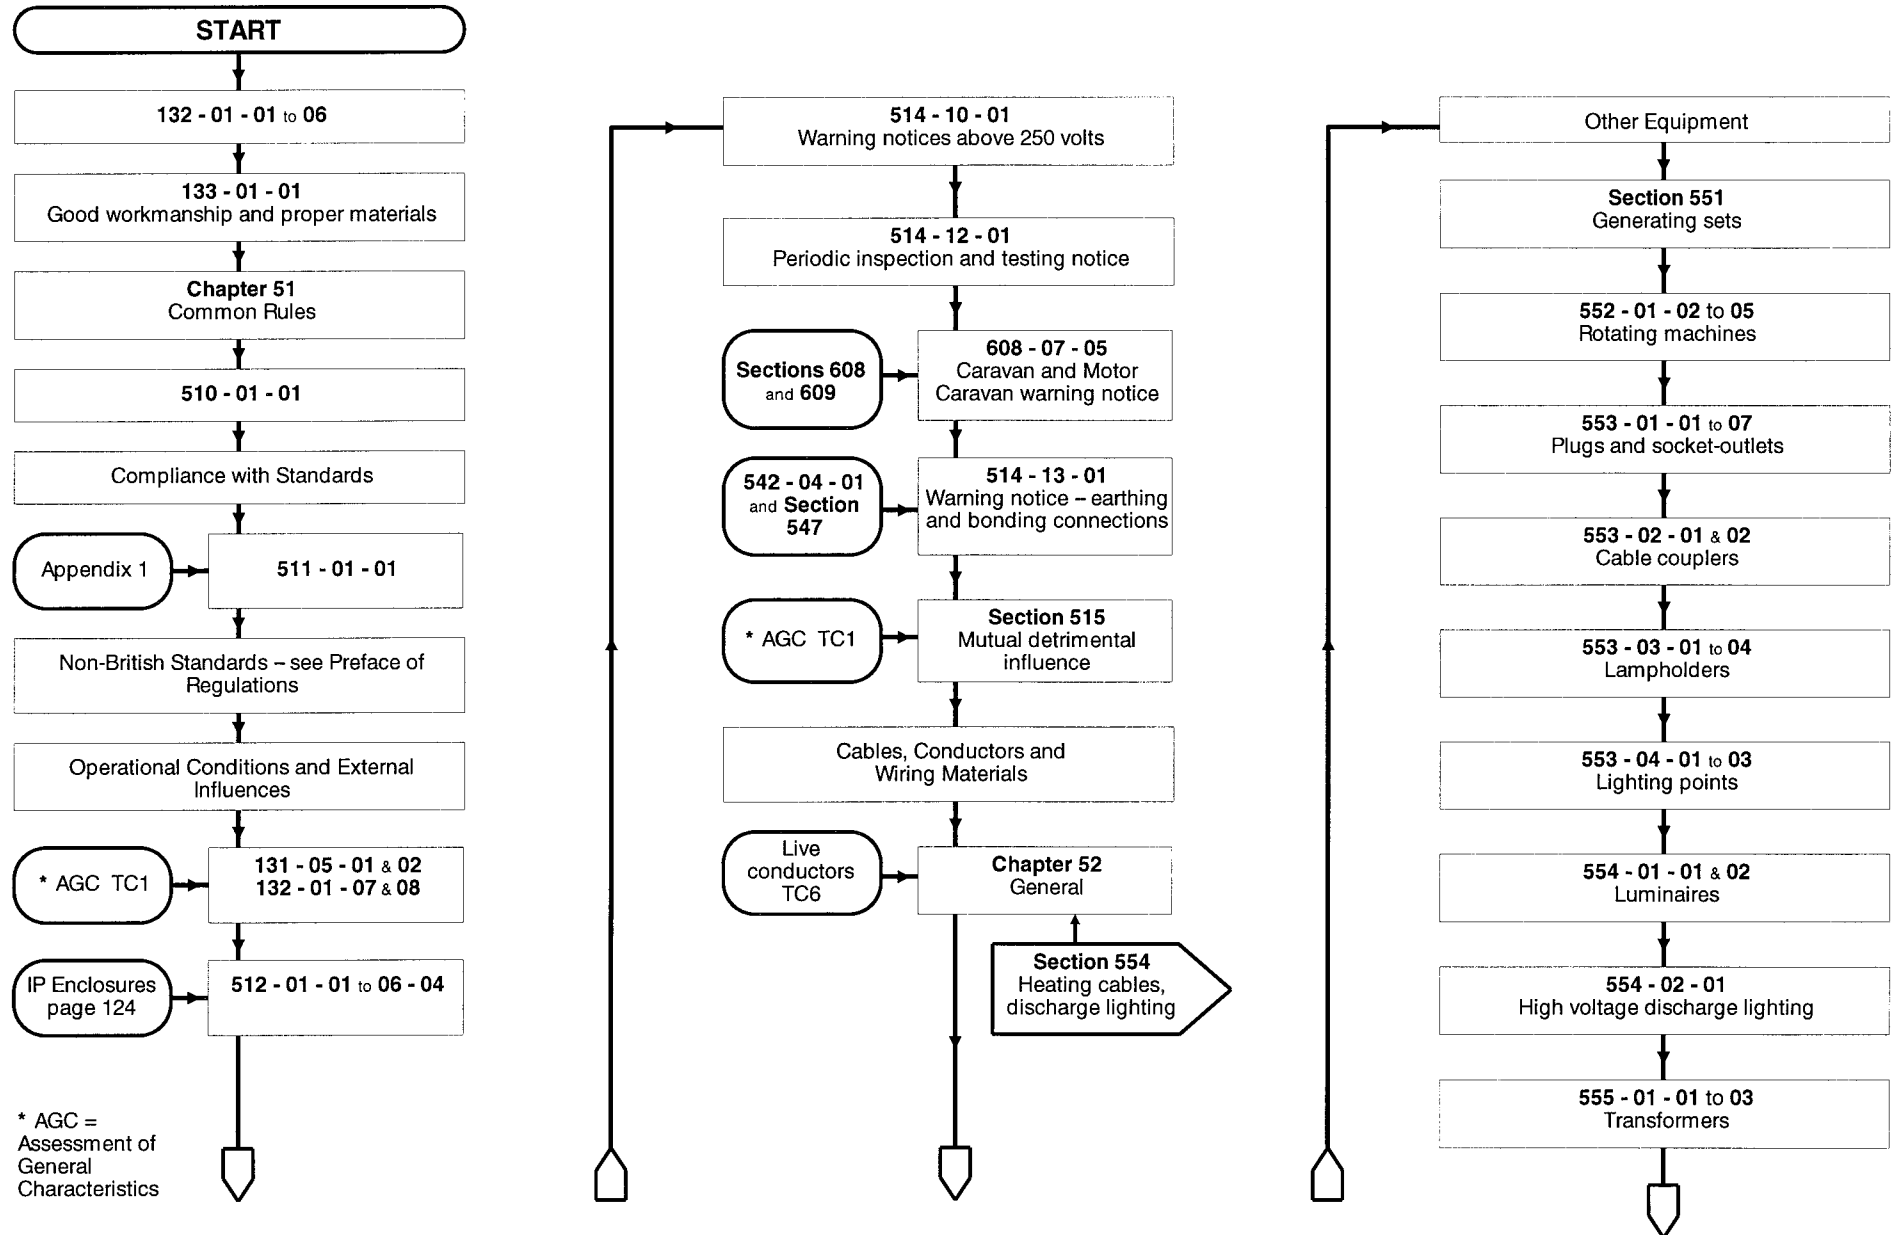 START
132 - 01 - 01 to 06
133 - 01 - 01
Good workmanship and proper materials
Chapter 51
Common Rules
510 - 01 - 01
Compliance with Standards
Appendix 1
511 - 01 - 01
Non-British Standards – see Preface of
Regulations
Operational Conditions and External
Influences
* AGC TC1
131 - 05 - 01 & 02
132 - 01 - 07 & 08
IP Enclosures
page 124
512 - 01 - 01 to 06 - 04
* AGC =
Assessment of
General
Characteristics
514 - 10 - 01
Warning notices above 250 volts
514 - 12 - 01
Periodic inspection and testing notice
Sections 608
and 609
608 - 07 - 05
Caravan and Motor
Caravan warning notice
542 - 04 - 01
and Section
547
514 - 13 - 01
Warning notice – earthing
and bonding connections
* AGC TC1
Section 515
Mutual detrimental
influence
Cables, Conductors and
Wiring Materials
Live
conductors
TC6
Chapter 52
General
Section 554
Heating cables,
discharge lighting
Other Equipment
Section 551
Generating sets
552 - 01 - 02 to 05
Rotating machines
553 - 01 - 01 to 07
Plugs and socket-outlets
553 - 02 - 01 & 02
Cable couplers
553 - 03 - 01 to 04
Lampholders
553 - 04 - 01 to 03
Lighting points
554 - 01 - 01 & 02
Luminaires
554 - 02 - 01
High voltage discharge lighting
555 - 01 - 01 to 03
Transformers